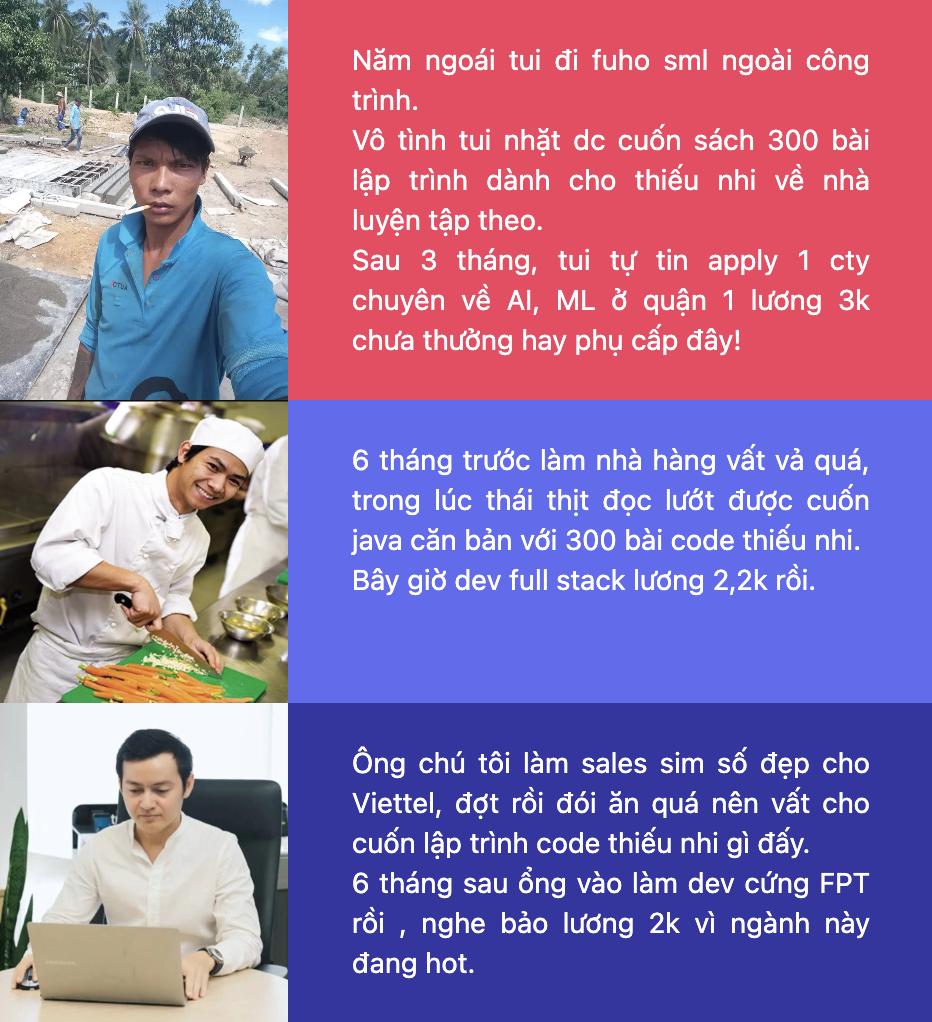 Năm ngoái tui đi fuho sml ngoài công
trình.
Vô tình tui nhặt dc cuốn sách 300 bài
lập trình dành cho thiếu nhi về nhà
luyện tập theo.
Sau 3 tháng, tui tự tin apply 1 cty
chuyên về AI, ML ở quận 1 lương 3k
chưa thưởng hay phụ cấp đây!
6 tháng trước làm nhà hàng vất vả quá,
trong lúc thái thịt đọc lướt được cuốn
java căn bản với 300 bài code thiếu nhi.
Bây giờ dev full stack lương 2,2k rồi.
Ông chú tôi làm sales sim số đẹp cho
Viettel, đợt rồi đói ăn quá nên vất cho
cuốn lập trình code thiếu nhi gì đấy.
6 tháng sau ổng vào làm dev cứng FPT
rồi , nghe bảo lương 2k vì ngành này
đang hot.